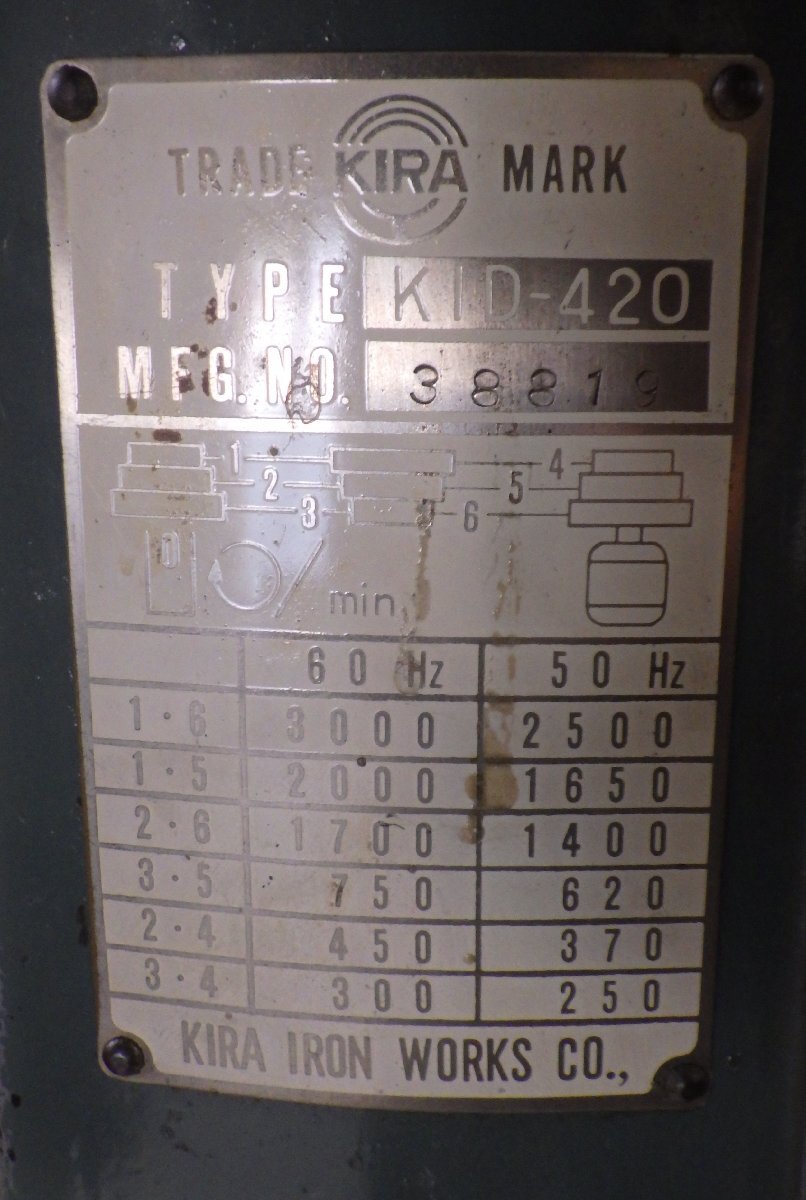 TRADE KIRA MARK
TYPE KID-420
MFG. NO. 38819
1 4
2 5
3 6
0 /min.
60 Hz 50 Hz
1·6 3000 2500
1·5 2000 1650
2·6 1700 1400
3·5 750 620
2·4 450 370
3·4 300 250
KIRA IRON WORKS CO.,